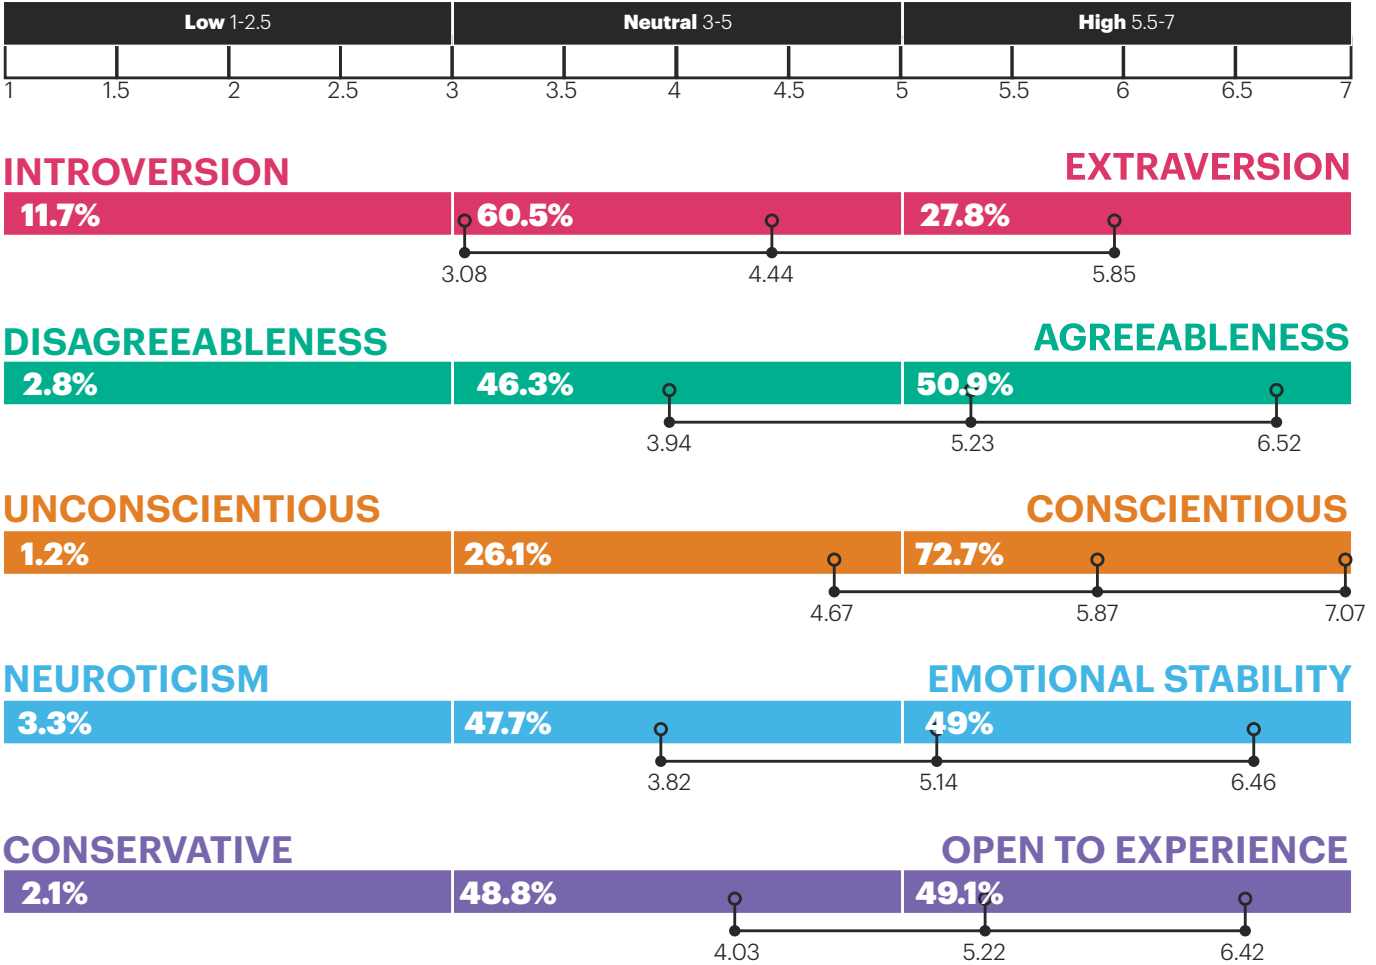 Low 1-2.5 Neutral 3-5 High 5.5-7
1 1.5 2 2.5 3 3.5 4 4.5 5 5.5 6 6.5 7
INTROVERSION EXTRAVERSION
11.7% 60.5% 27.8%
3.08 4.44 5.85
DISAGREEABLENESS AGREEABLENESS
2.8% 46.3% 50.9%
3.94 5.23 6.52
UNCONSCIENTIOUS CONSCIENTIOUS
1.2% 26.1% 72.7%
4.67 5.87 7.07
NEUROTICISM EMOTIONAL STABILITY
3.3% 47.7% 49%
3.82 5.14 6.46
CONSERVATIVE OPEN TO EXPERIENCE
2.1% 48.8% 49.1%
4.03 5.22 6.42